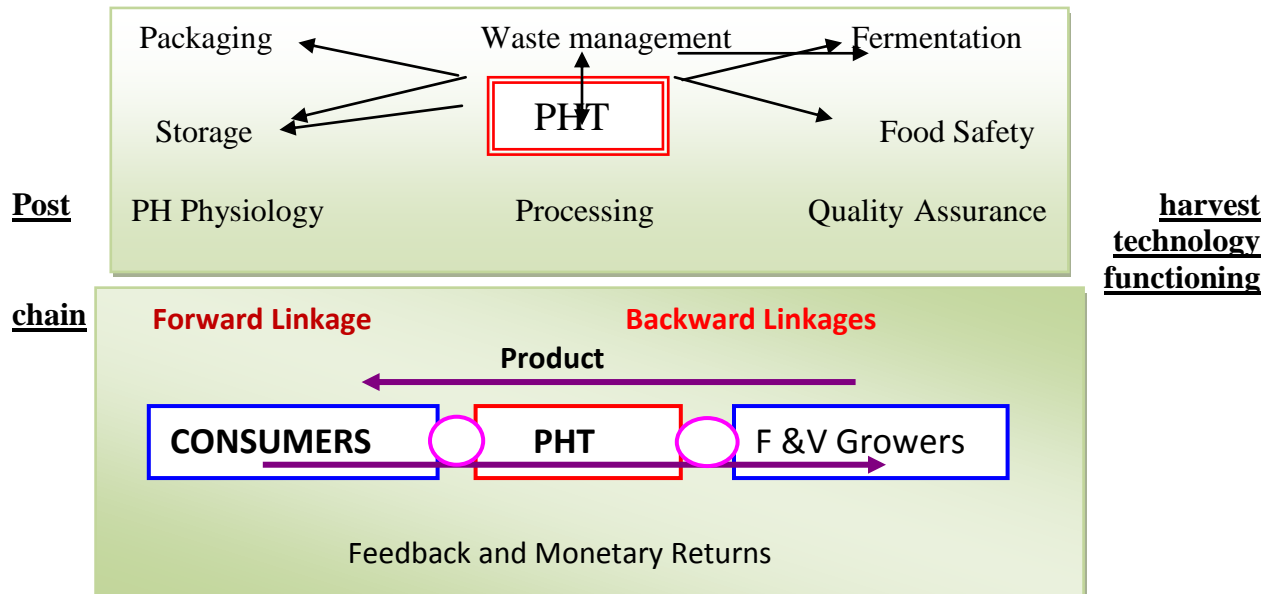 Packaging Waste management Fermentation
PHT
Storage Food Safety
Post PH Physiology Processing Quality Assurance harvest
technology
functioning
chain Forward Linkage Backward Linkages
Product
CONSUMERS PHT F &V Growers
Feedback and Monetary Returns